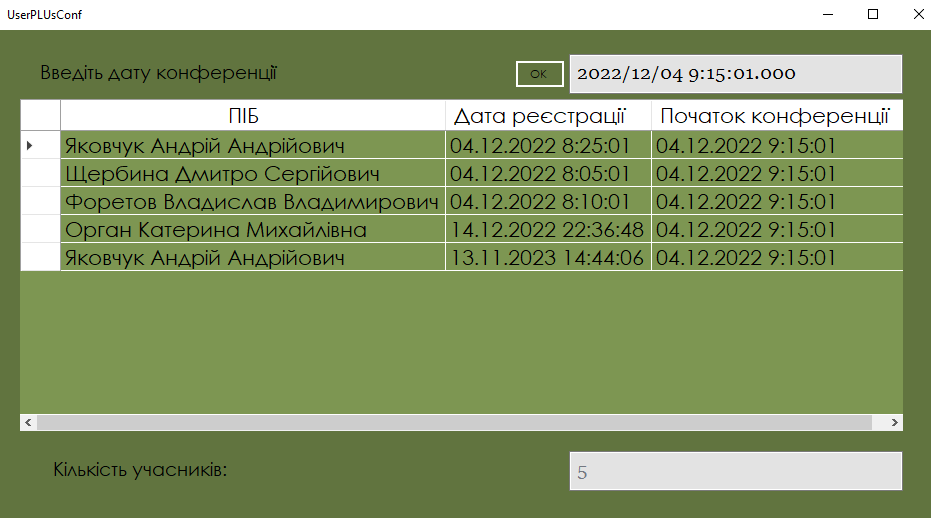 UserPLUsConf
Введіть дату конференції OK 2022/12/04 9:15:01.000
ПІБ Дата реєстрації Початок конференції
Яковчук Андрій Андрійович 04.12.2022 8:25:01 04.12.2022 9:15:01
Щербина Дмитро Сергійович 04.12.2022 8:05:01 04.12.2022 9:15:01
Форетов Владислав Владимирович 04.12.2022 8:10:01 04.12.2022 9:15:01
Орган Катерина Михайлівна 14.12.2022 22:36:48 04.12.2022 9:15:01
Яковчук Андрій Андрійович 13.11.2023 14:44:06 04.12.2022 9:15:01
Кількість учасників: 5